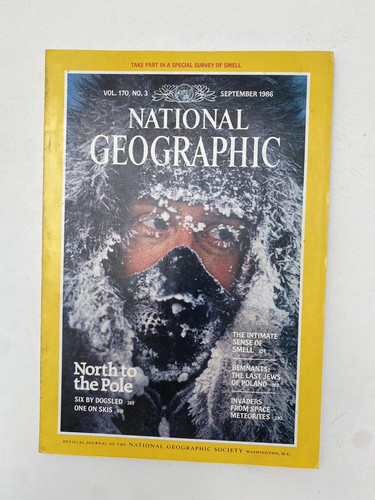 TAKE PART IN A SPECIAL SURVEY OF SMELL
VOL. 170, NO. 3 SEPTEMBER 1986
NATIONAL
GEOGRAPHIC
THE INTIMATE
SENSE OF
SMELL
REMNANTS:
THE LAST JEWS
OF POLAND
INVADERS
FROM SPACE—
METEORITES
North to
the Pole
SIX BY DOGSLED 289
ONE ON SKIS
OFFICIAL JOURNAL OF THE NATIONAL GEOGRAPHIC SOCIETY WASHINGTON, D.C.